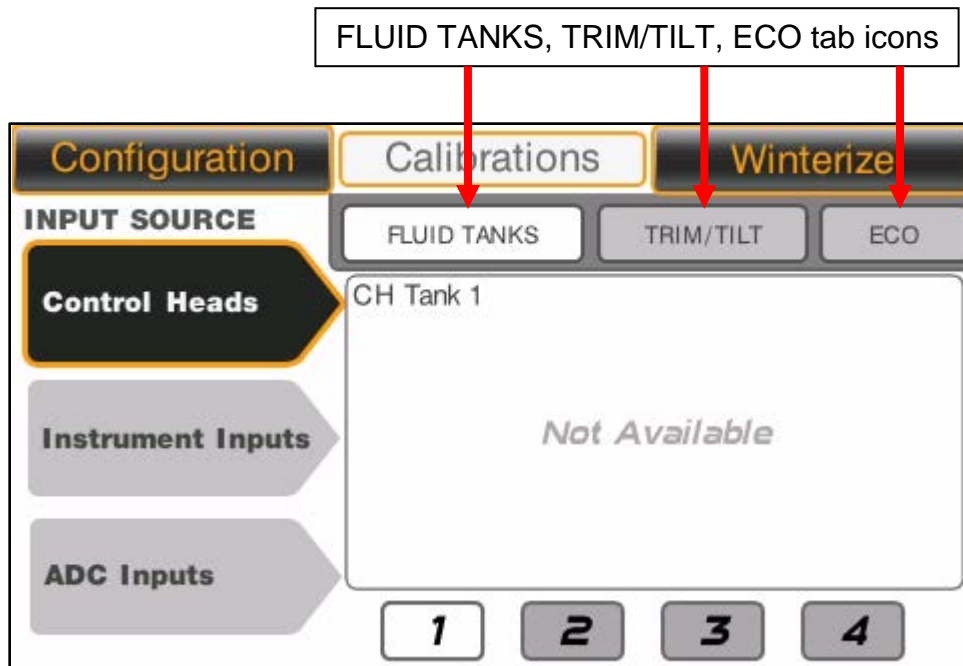 FLUID TANKS, TRIM/TILT, ECO tab icons
Configuration Calibrations Winterize
INPUT SOURCE
FLUID TANKS TRIM/TILT ECO
Control Heads
CH Tank 1
Not Available
Instrument Inputs
ADC Inputs
1 2 3 4